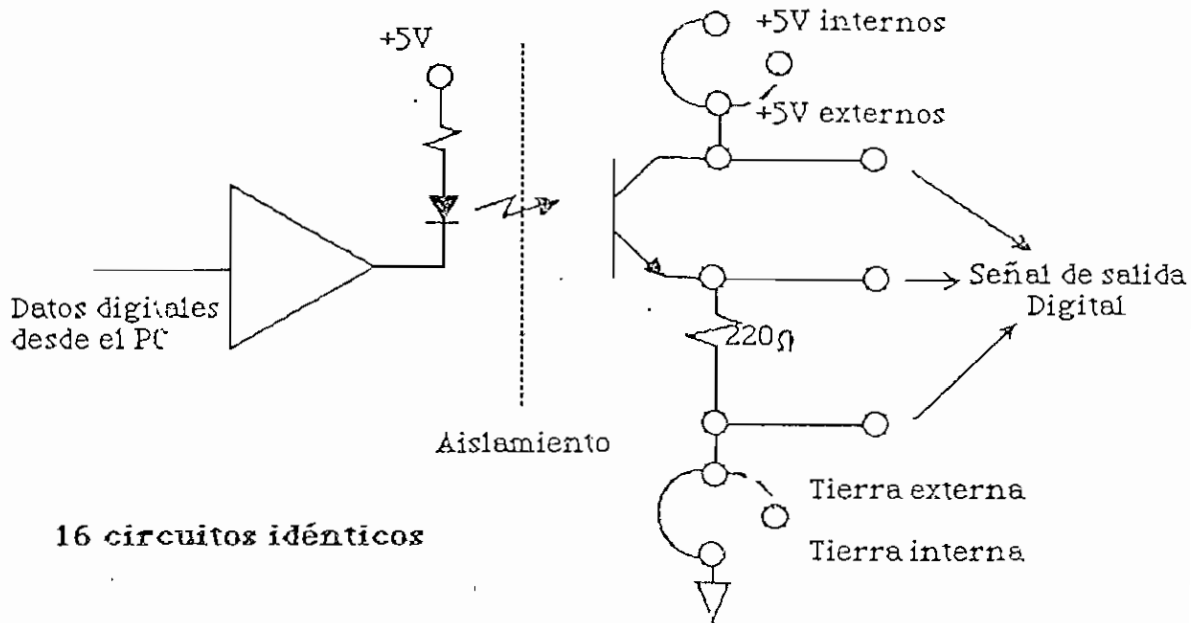 +5V internos
+5V
+5V externos
Datos digitales
desde el PC
Señal de salida
Digital
220Ω
Aislamiento
Tierra externa
16 circuitos idénticos
Tierra interna